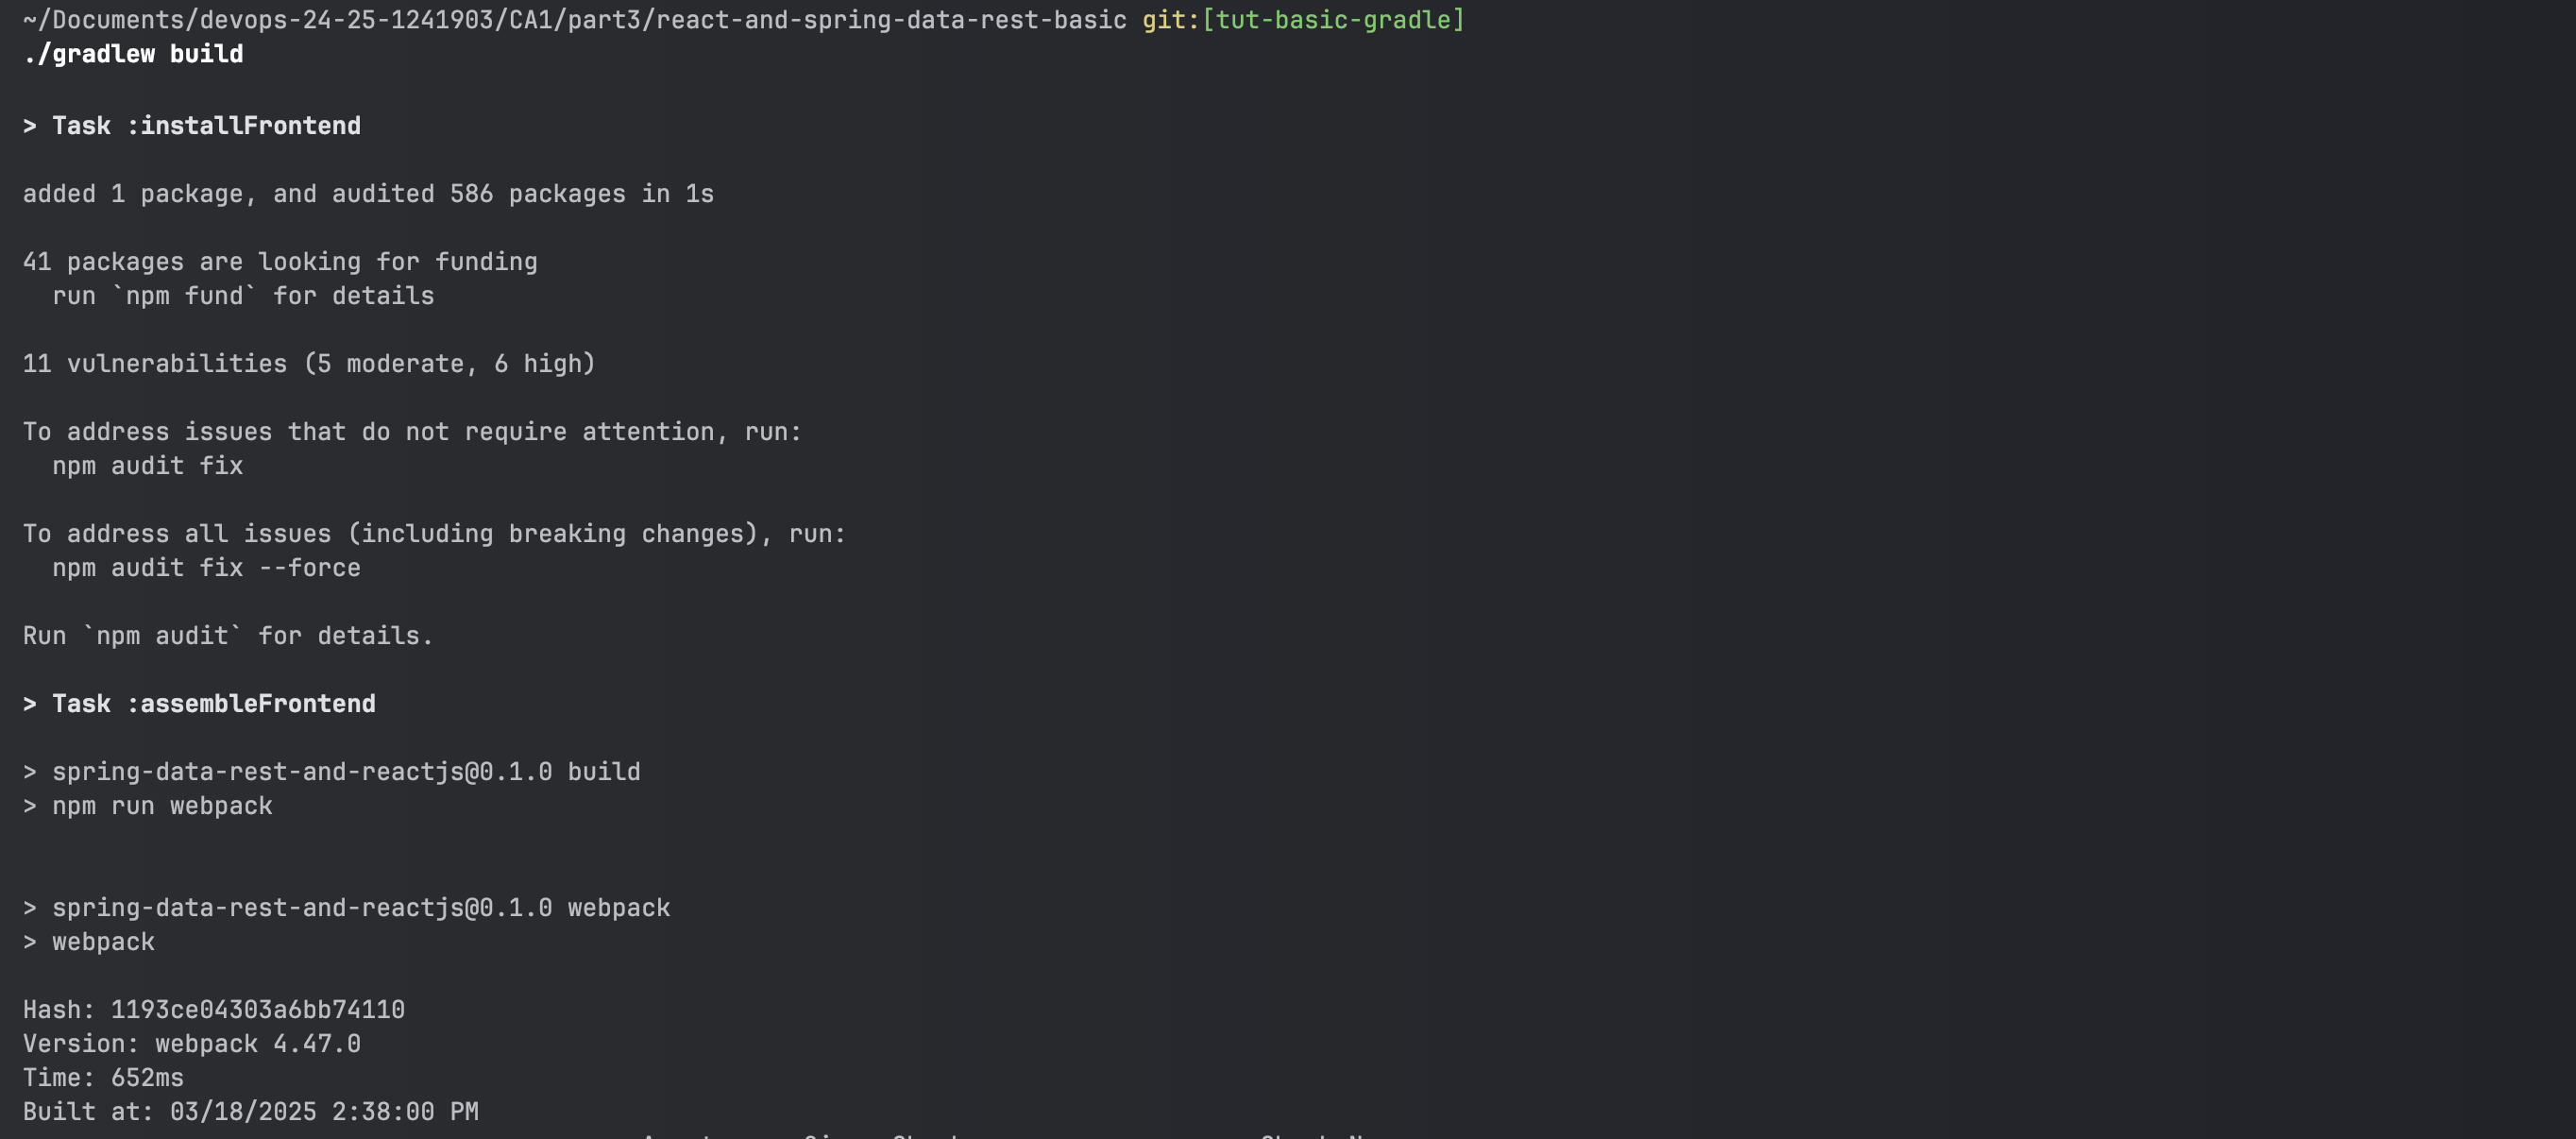 ~/Documents/devops-24-25-1241903/CA1/part3/react-and-spring-data-rest-basic git:[tut-basic-gradle]
./gradlew build
> Task :installFrontend
added 1 package, and audited 586 packages in 1s
41 packages are looking for funding
run `npm fund` for details
11 vulnerabilities (5 moderate, 6 high)
To address issues that do not require attention, run:
npm audit fix
To address all issues (including breaking changes), run:
npm audit fix --force
Run `npm audit` for details.
> Task :assembleFrontend
> spring-data-rest-and-reactjs@0.1.0 build
> npm run webpack
> spring-data-rest-and-reactjs@0.1.0 webpack
> webpack
Hash: 1193ce04303a6bb74110
Version: webpack 4.47.0
Time: 652ms
Built at: 03/18/2025 2:38:00 PM